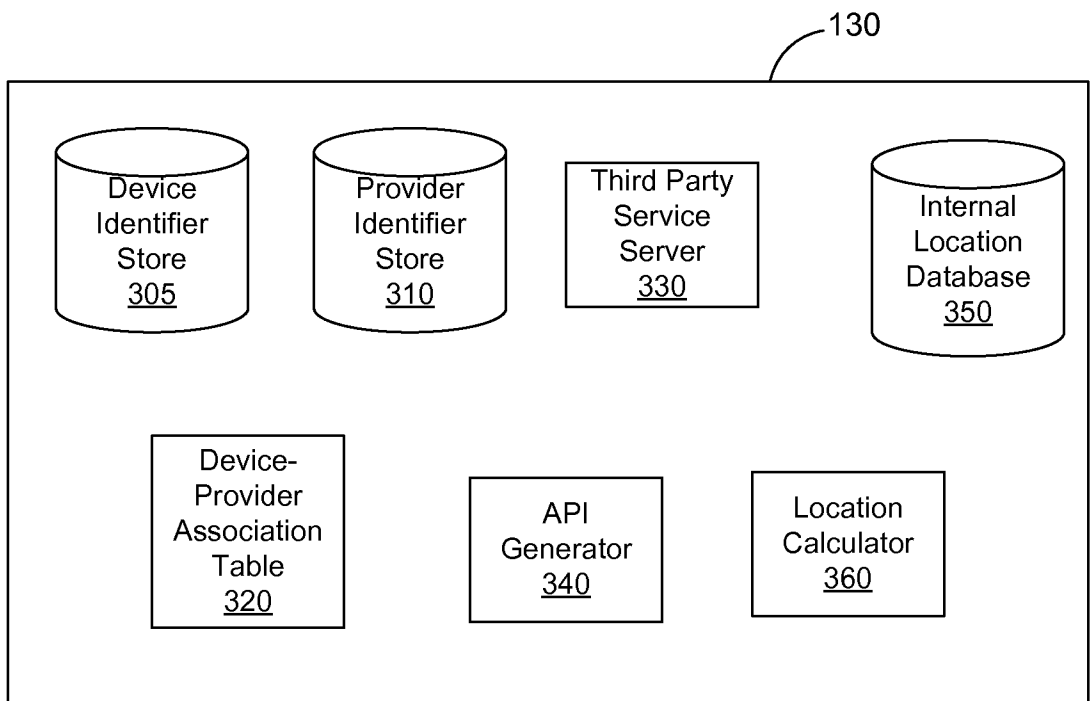 130
Device
Identifier
Store
305
Provider
Identifier
Store
310
Third Party
Service
Server
330
Internal
Location
Database
350
Device-
Provider
Association
Table
320
API
Generator
340
Location
Calculator
360